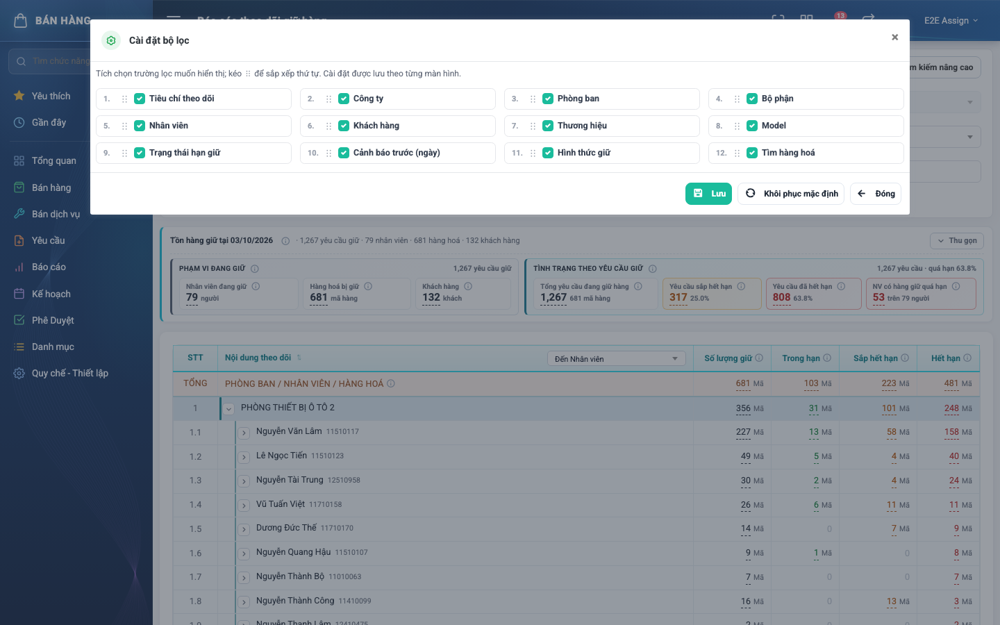 BÁN HÀNG
Báo cáo theo dõi giữ hàng
13
E2E Assign
Tìm chức năng
Yêu thích
Gần đây
Tổng quan
Bán hàng
Bán dịch vụ
Yêu cầu
Báo cáo
Kế hoạch
Phê Duyệt
Danh mục
Quy chế - Thiết lập
Cài đặt bộ lọc
×
Tích chọn trường lọc muốn hiển thị; kéo để sắp xếp thứ tự. Cài đặt được lưu theo từng màn hình.
1. Tiêu chí theo dõi
2. Công ty
3. Phòng ban
4. Bộ phận
5. Nhân viên
6. Khách hàng
7. Thương hiệu
8. Model
9. Trạng thái hạn giữ
10. Cảnh báo trước (ngày)
11. Hình thức giữ
12. Tìm hàng hoá
Lưu
Khôi phục mặc định
Đóng
m kiếm nâng cao
Tồn hàng giữ tại 03/10/2026 · 1,267 yêu cầu giữ · 79 nhân viên · 681 hàng hoá · 132 khách hàng
Thu gọn
PHẠM VI ĐANG GIỮ 1,267 yêu cầu giữ
Nhân viên đang giữ
79 người
Hàng hoá bị giữ
681 mã hàng
Khách hàng
132 khách
TÌNH TRẠNG THEO YÊU CẦU GIỮ 1,267 yêu cầu · quá hạn 63.8%
Tổng yêu cầu đang giữ hàng
1,267 681 mã hàng
Yêu cầu sắp hết hạn
317 25.0%
Yêu cầu đã hết hạn
808 63.8%
NV có hàng giữ quá hạn
53 trên 79 người
STT Nội dung theo dõi Đến Nhân viên Số lượng giữ Trong hạn Sắp hết hạn Hết hạn
TỔNG PHÒNG BAN / NHÂN VIÊN / HÀNG HOÁ 681 Mã 103 Mã 223 Mã 481 Mã
1 PHÒNG THIẾT BỊ Ô TÔ 2 356 Mã 31 Mã 101 Mã 248 Mã
1.1 Nguyễn Văn Lâm 11510117 227 Mã 13 Mã 58 Mã 158 Mã
1.2 Lê Ngọc Tiến 11510123 49 Mã 5 Mã 4 Mã 40 Mã
1.3 Nguyễn Tài Trung 12510958 30 Mã 2 Mã 4 Mã 24 Mã
1.4 Vũ Tuấn Việt 11710158 26 Mã 6 Mã 11 Mã 11 Mã
1.5 Dương Đức Thế 11710170 14 Mã 0 7 Mã 9 Mã
1.6 Nguyễn Quang Hậu 11510107 9 Mã 1 Mã 0 8 Mã
1.7 Nguyễn Thành Bộ 11010063 7 Mã 0 0 7 Mã
1.8 Nguyễn Thành Công 11410099 16 Mã 0 13 Mã 3 Mã
1.9 Nguyễn Thanh Lâm 12410475 2 Mã 0 0 2 Mã